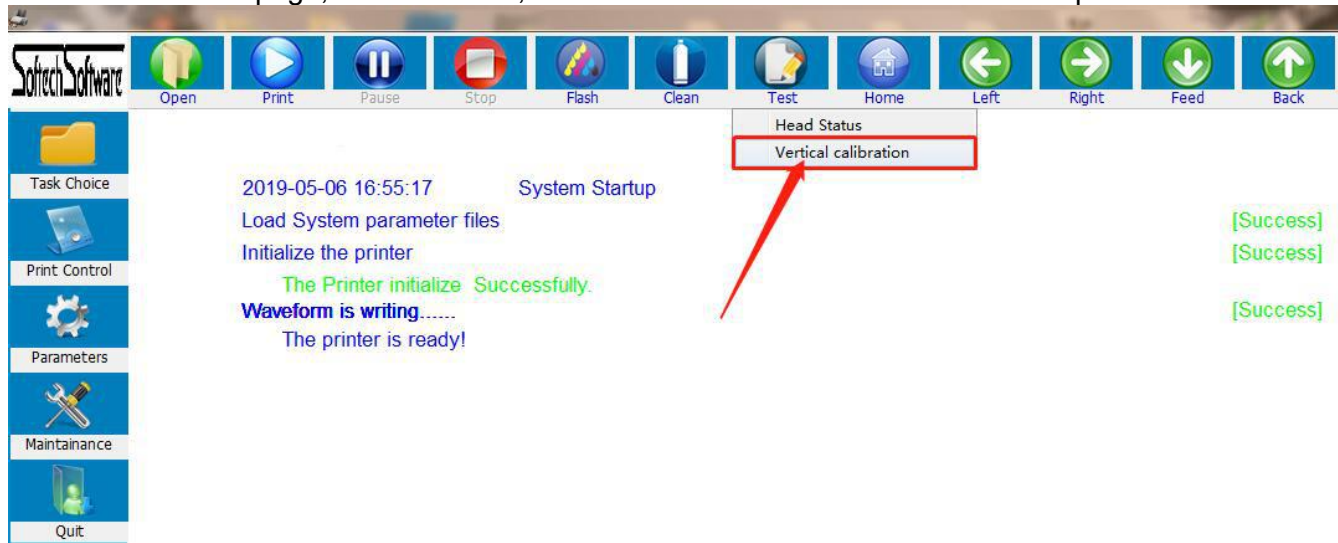 SoftechSoftware
Open Print Pause Stop Flash Clean Test Home Left Right Feed Back
Head Status
Vertical calibration
Task Choice
2019-05-06 16:55:17 System Startup
Load System parameter files [Success]
Initialize the printer [Success]
Print Control
The Printer initialize Successfully.
Waveform is writing...... [Success]
The printer is ready!
Parameters
Maintainance
Quit